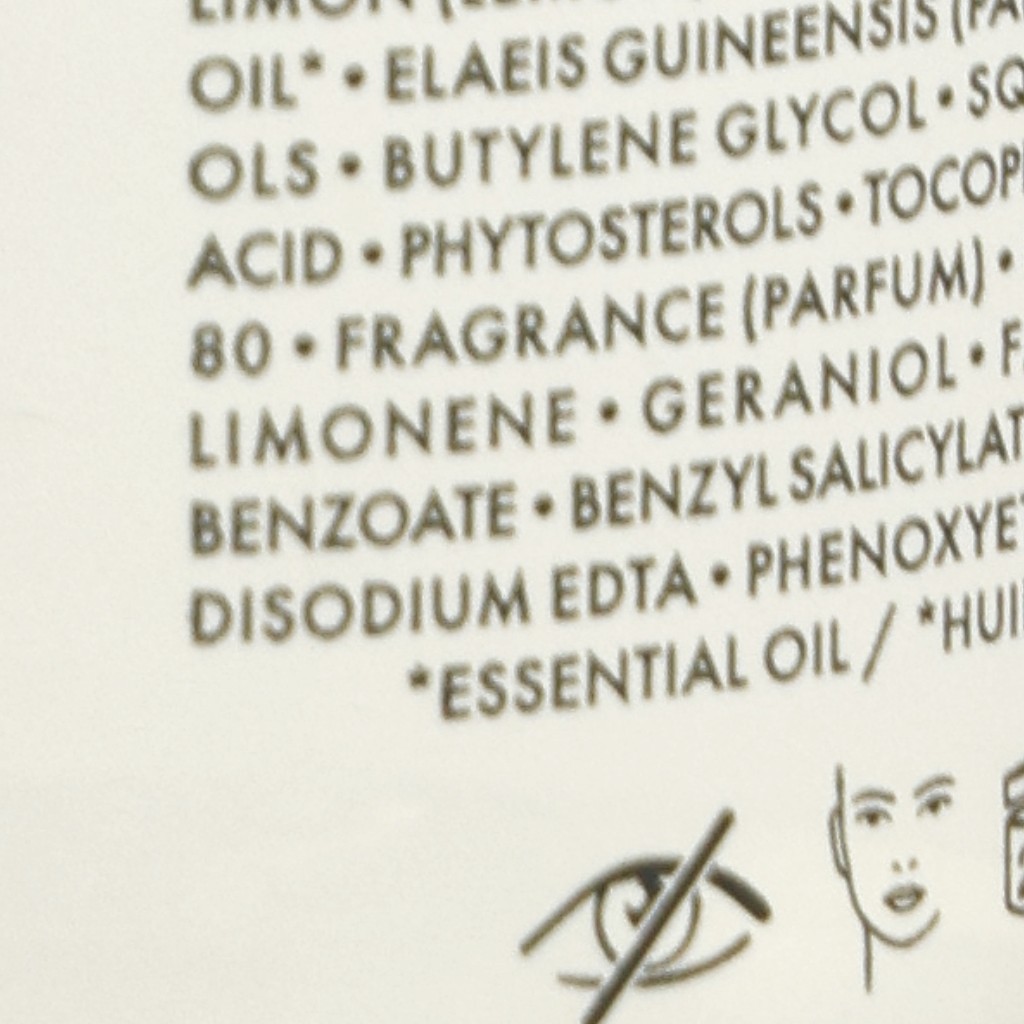 LIMON
OIL* • ELAEIS GUINEENSIS
OLS • BUTYLENE GLYCOL •
ACID • PHYTOSTEROLS •
80 • FRAGRANCE (PARFUM) •
LIMONENE • GERANIOL •
BENZOATE • BENZYL
DISODIUM EDTA •
*ESSENTIAL OIL /